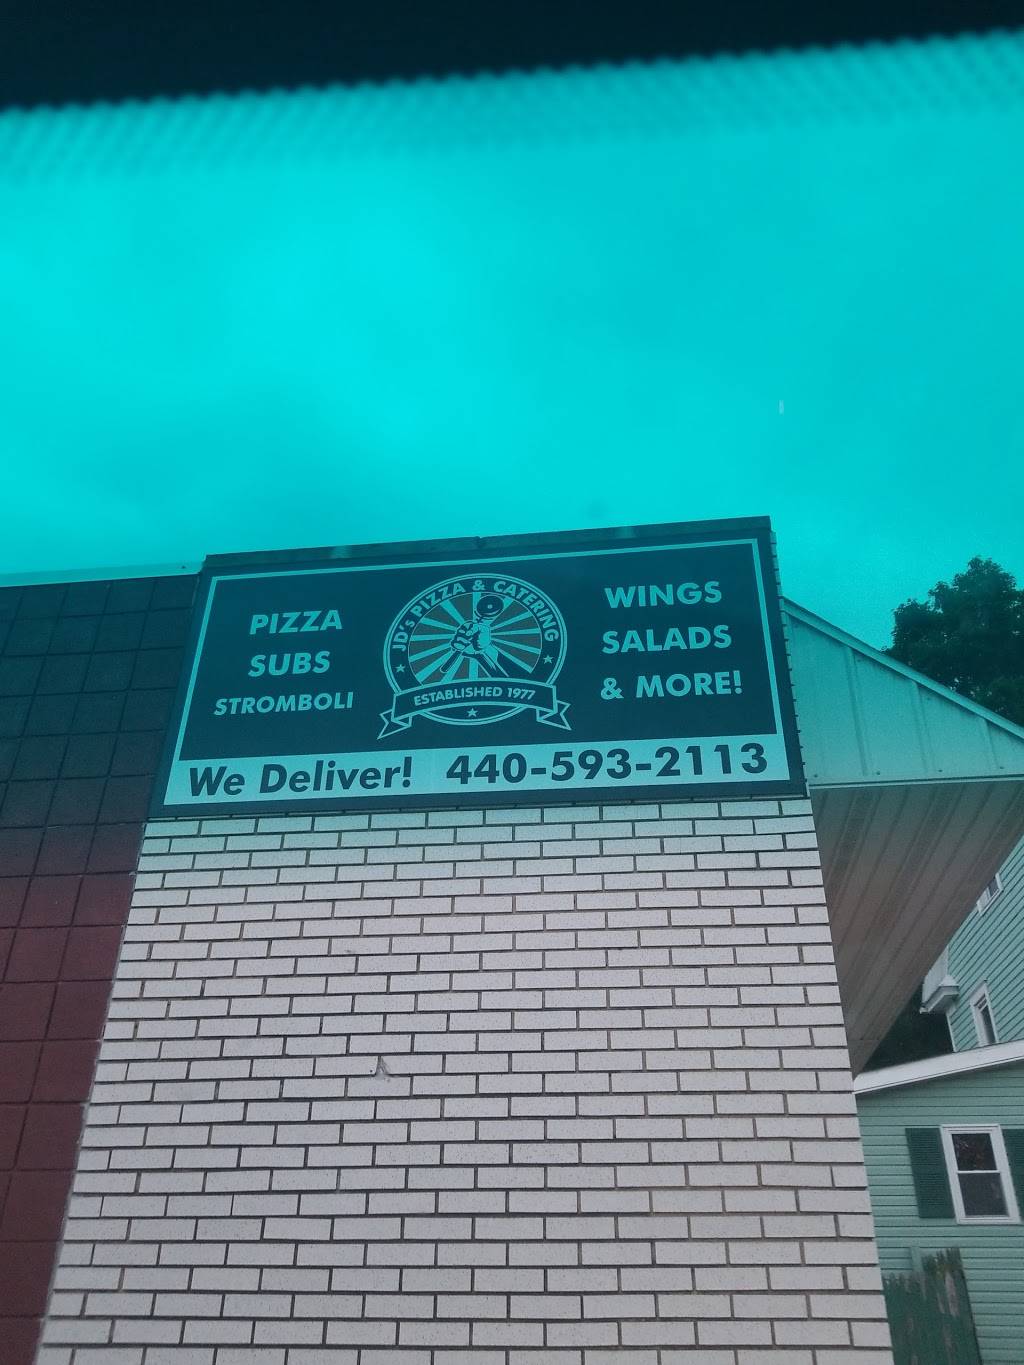 PIZZA
SUBS
STROMBOLI
JD's PIZZA & CATERING
ESTABLISHED 1977
WINGS
SALADS
& MORE!
We Deliver! 440-593-2113